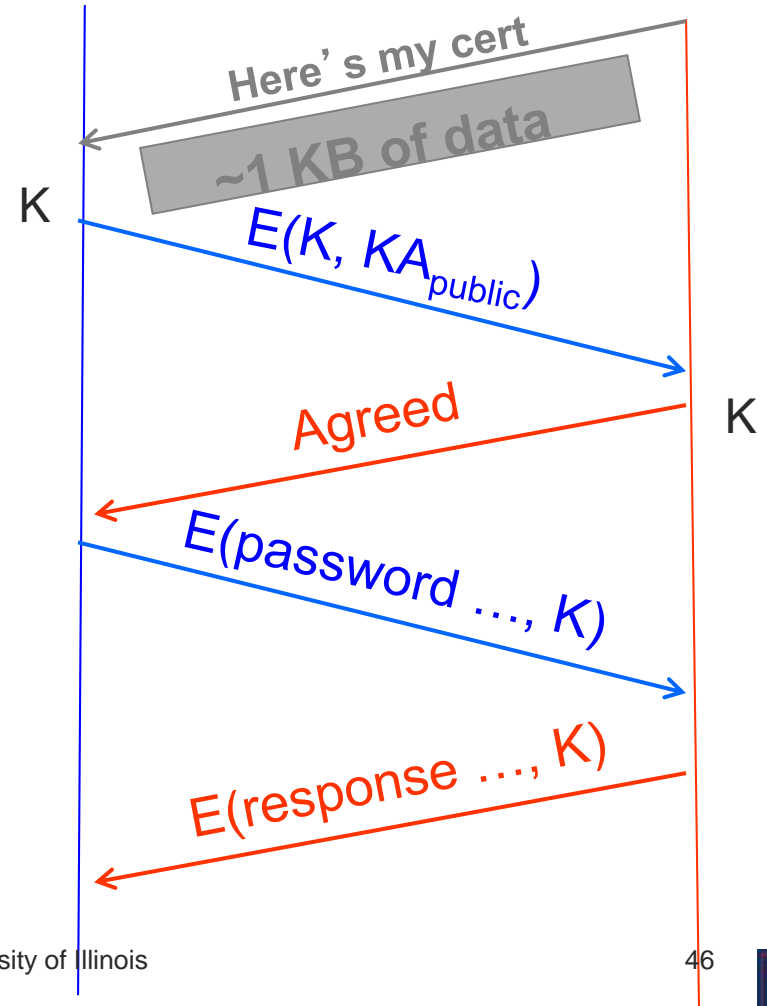 Here’s my cert
~1 KB of data
K
E(K, KApublic)
Agreed
K
E(password …, K)
E(response …, K)
sity of Illinois
46